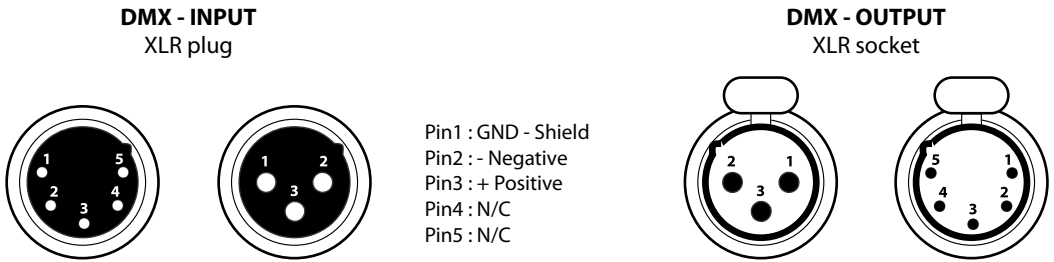 DMX - INPUT
XLR plug
DMX - OUTPUT
XLR socket
1 5
2 4
3
1 2
3
Pin1 : GND - Shield
Pin2 : - Negative
Pin3 : + Positive
Pin4 : N/C
Pin5 : N/C
2 1
3
5 1
4 2
3